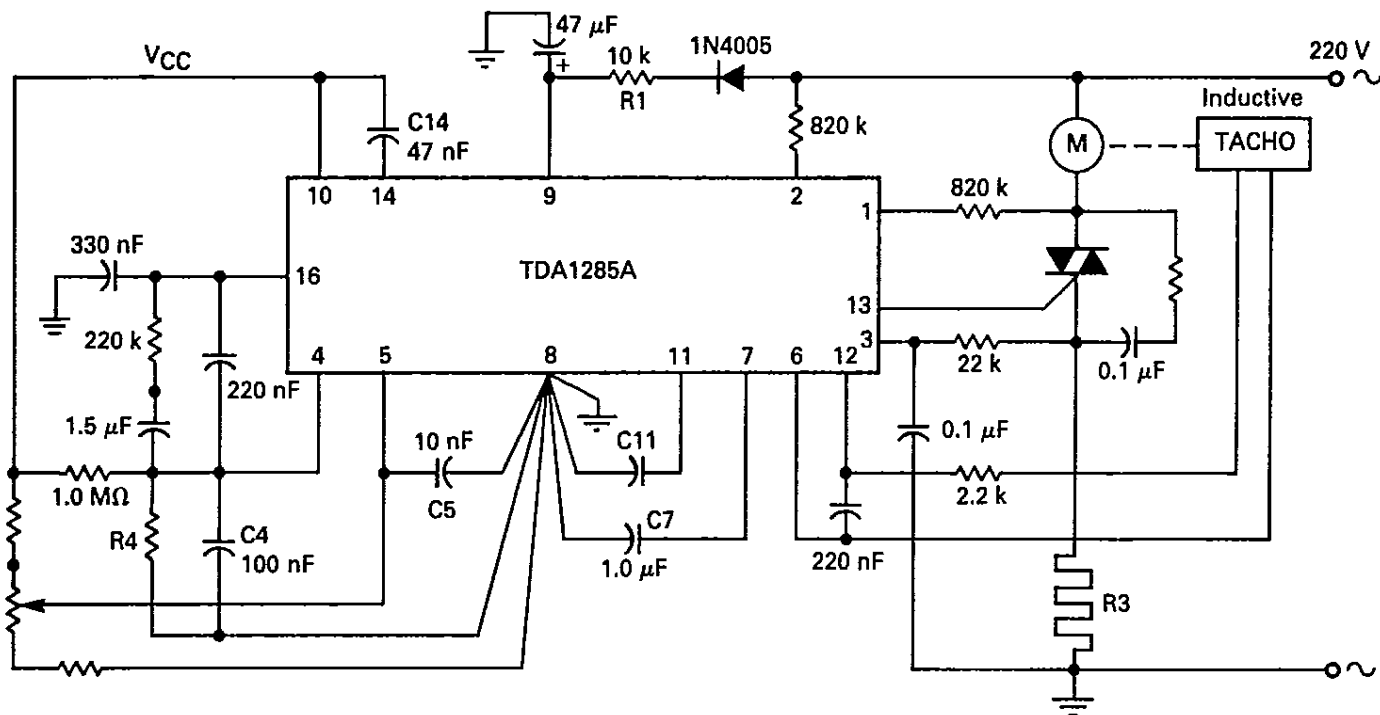 47 µF
+
10 k
R1
1N4005
220 V
VCC
C14
47 nF
820 k
Inductive
TACHO
M
10
14
9
2
1
820 k
330 nF
16
TDA1285A
13
220 k
220 nF
4
5
8
11
7
6
12
3
22 k
0.1 µF
1.5 µF
10 nF
C5
C11
0.1 µF
1.0 MΩ
2.2 k
R4
C4
100 nF
C7
1.0 µF
220 nF
R3